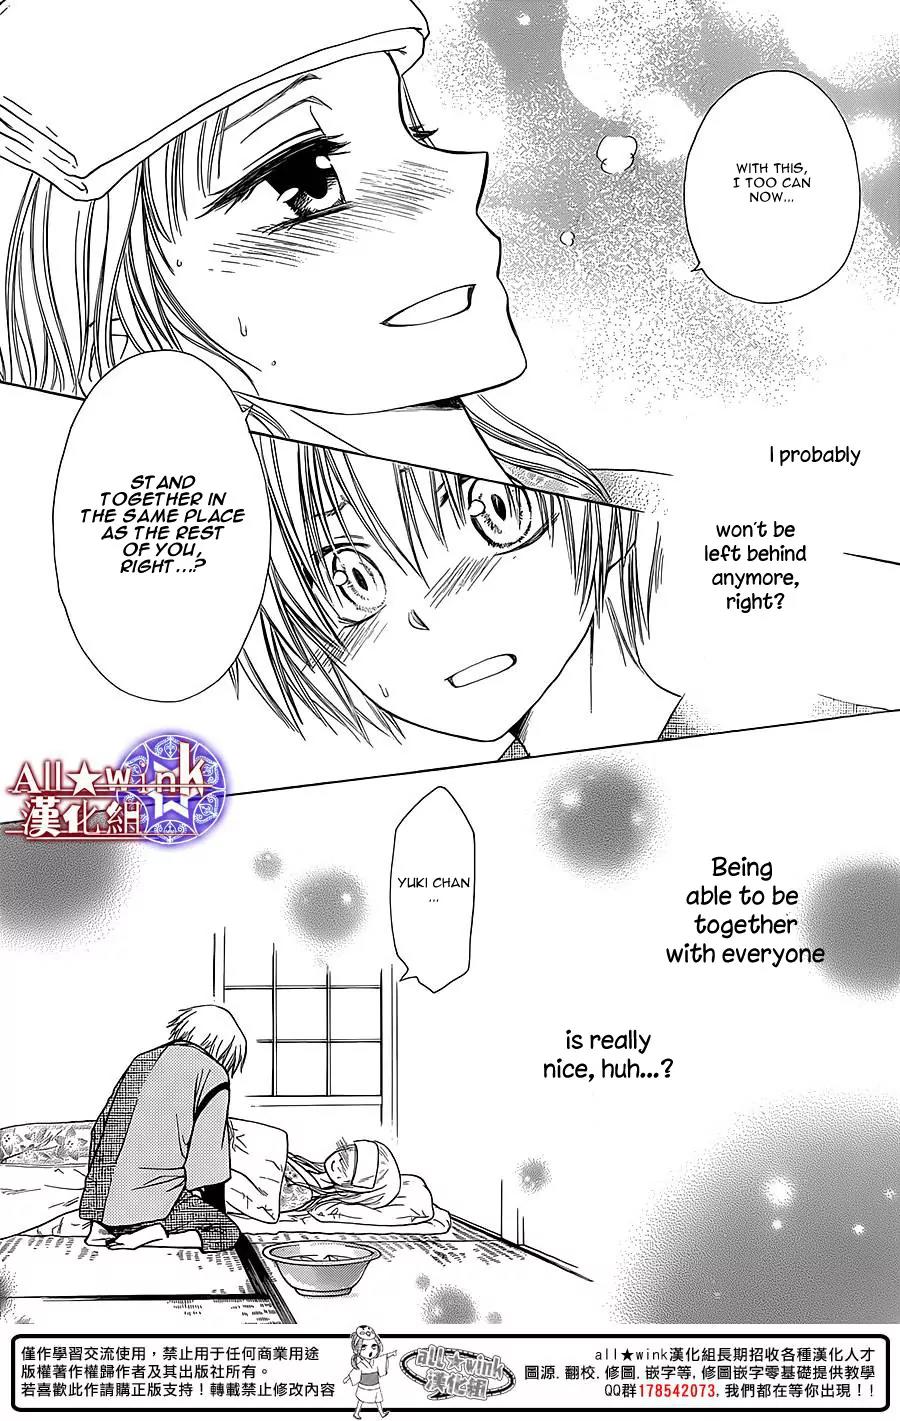 WITH THIS,
I TOO CAN
NOW...
I probably
won't be
left behind
anymore,
right?
STAND
TOGETHER IN
THE SAME PLACE
AS THE REST
OF YOU,
RIGHT...?
All★wink
漢化組
YUKI CHAN
...
Being
able to be
together
with everyone
is really
nice, huh...?
僅作學習交流使用，禁止用于任何商業用途
版權著作權歸作者及其出版社所有。
若喜歡此作請購正版支持！轉載禁止修改內容
all★wink
漢化組
all★wink漢化組長期招收各種漢化人才
圖源. 翻校. 修圖. 嵌字等, 修圖嵌字零基礎提供教學
QQ群178542073, 我們都在等你出現！！